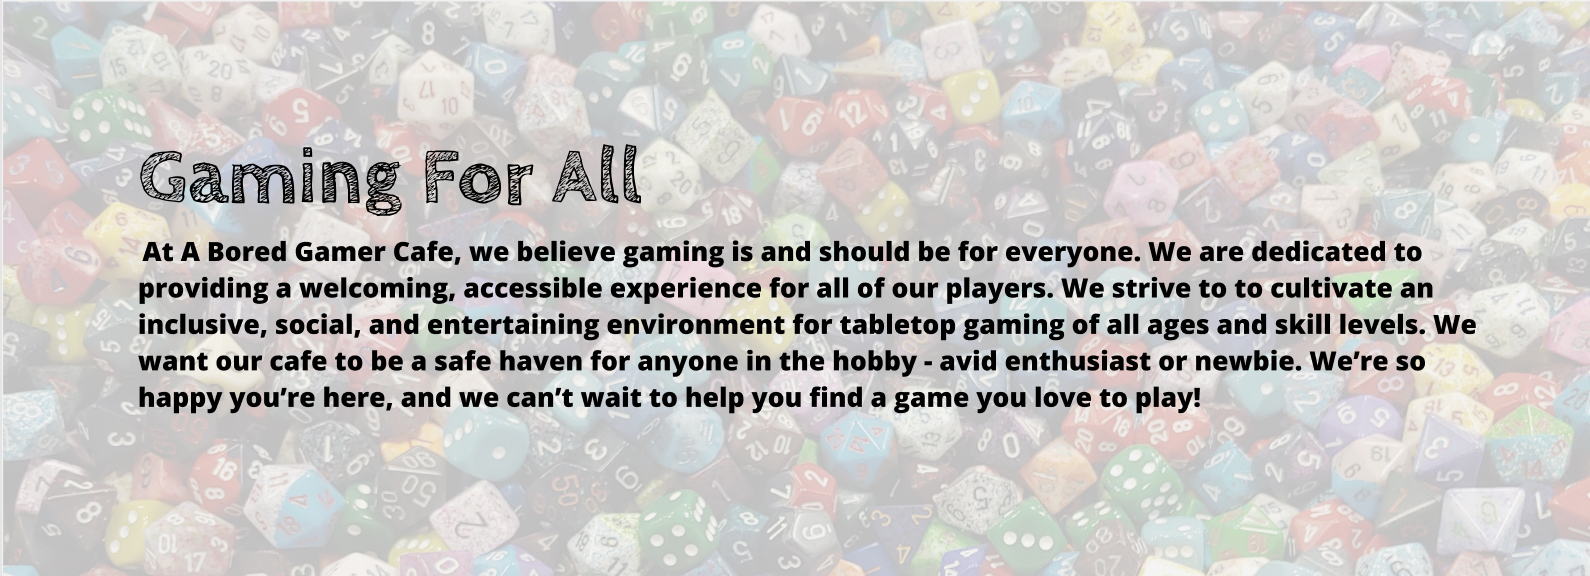 Gaming For All
At A Bored Gamer Cafe, we believe gaming is and should be for everyone. We are dedicated to
providing a welcoming, accessible experience for all of our players. We strive to to cultivate an
inclusive, social, and entertaining environment for tabletop gaming of all ages and skill levels. We
want our cafe to be a safe haven for anyone in the hobby - avid enthusiast or newbie. We’re so
happy you’re here, and we can’t wait to help you find a game you love to play!